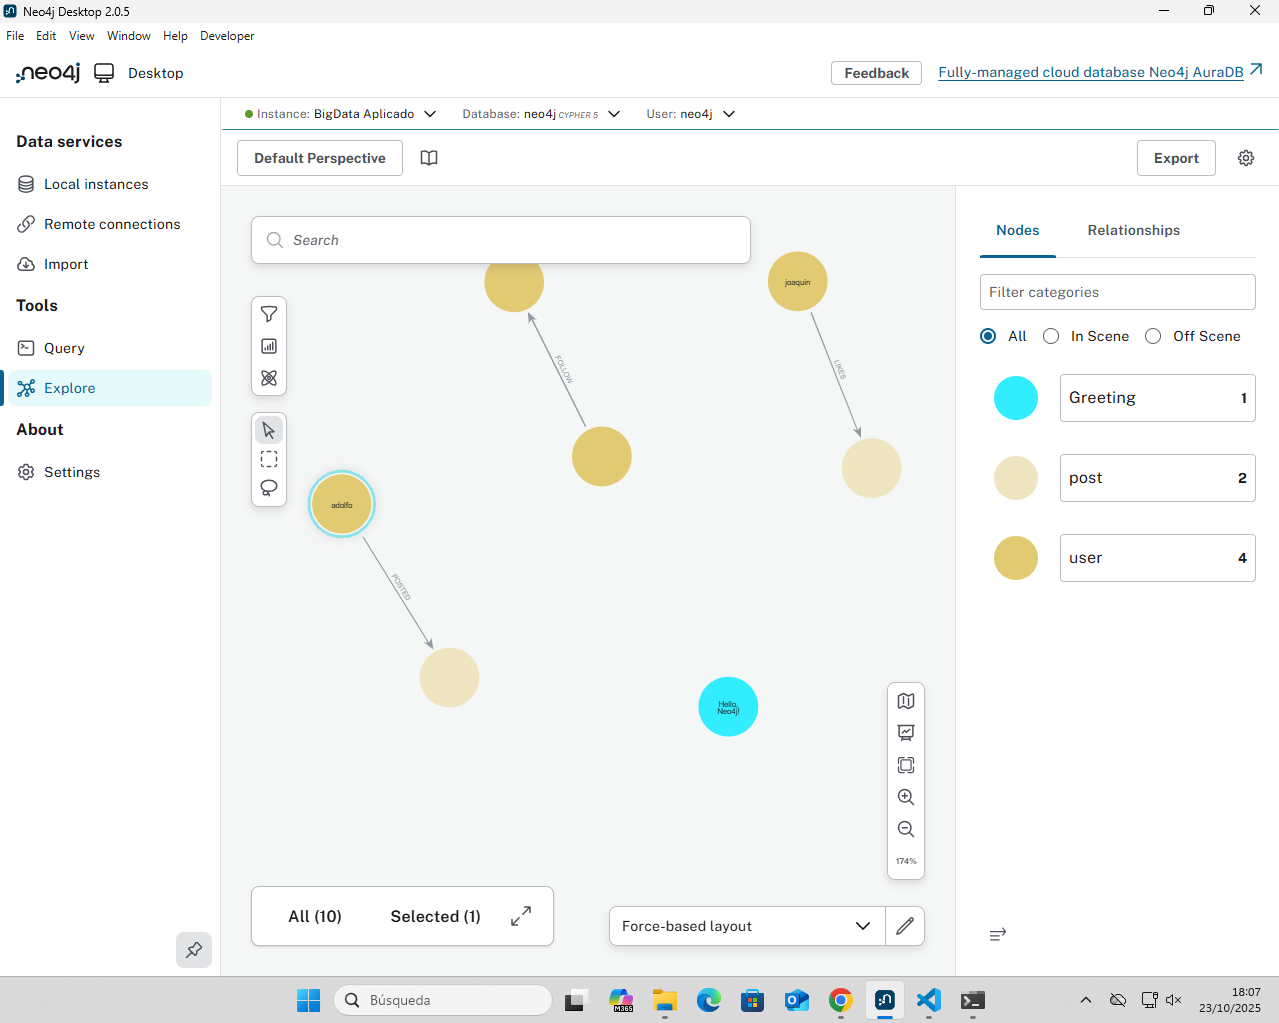 Neo4j Desktop 2.0.5
File Edit View Window Help Developer
neo4j Desktop
Feedback
Fully-managed cloud database Neo4j AuraDB
Data services
Local instances
Remote connections
Import
Tools
Query
Explore
About
Settings
Instance: BigData Aplicado
Database: neo4j CYPHER 5
User: neo4j
Default Perspective
Export
Search
joaquin
FOLLOW
LIKES
adolfo
POSTED
Hello,
Neo4j!
174%
All (10)
Selected (1)
Force-based layout
Nodes
Relationships
Filter categories
All
In Scene
Off Scene
Greeting 1
post 2
user 4
Búsqueda
M365
18:07
23/10/2025